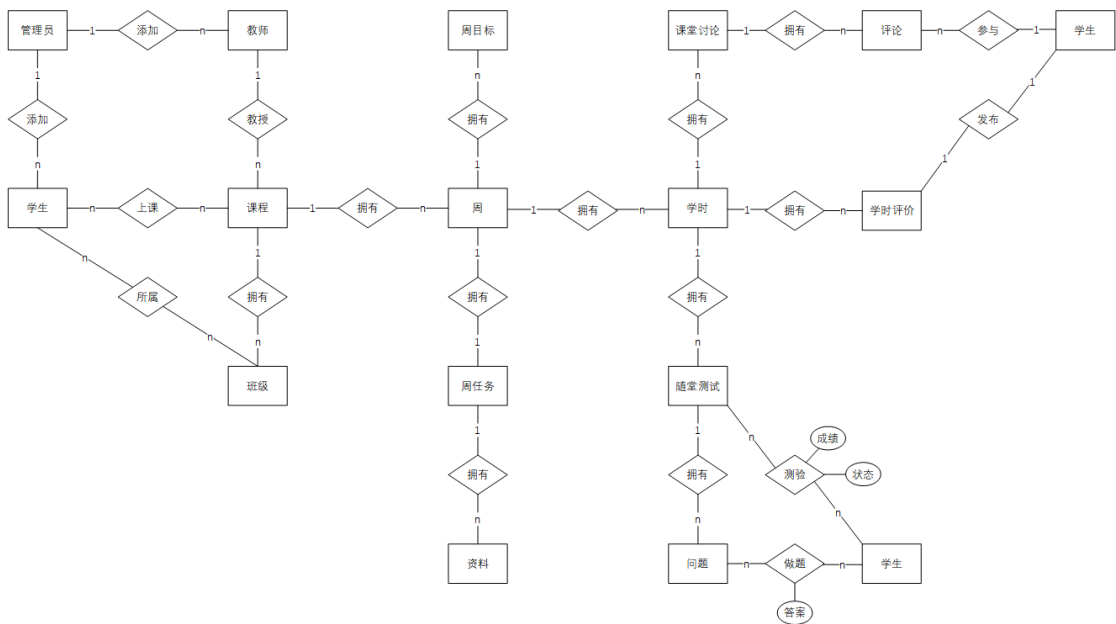 管理员 1 添加 n 教师 周目标 课堂讨论 1 拥有 n 评论 n 参与 1 学生
1 1 n n 1
添加 教授 拥有 拥有 发布
n n 1 1 1
学生 n 上课 n 课程 1 拥有 n 周 1 拥有 n 学时 1 拥有 n 学时评价
n 1 1 1
所属 拥有 拥有 拥有
n n 1 n
班级 周任务 随堂测试
1 1 n 成绩
拥有 拥有 测验 状态
n n n
资料 问题 n 做题 n 学生
答案